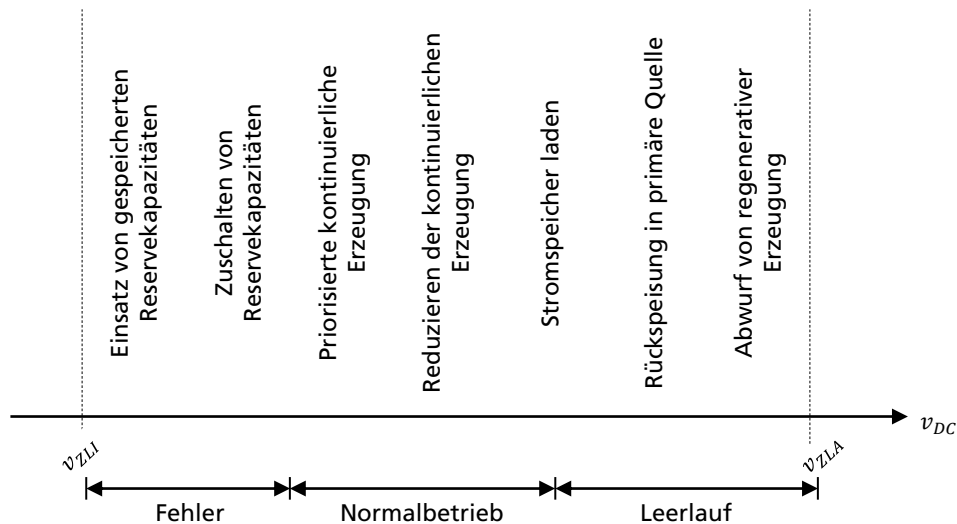 Einsatz von gespeicherten
Reservekapazitäten
Zuschalten von
Reservekapazitäten
Priorisierte kontinuierliche
Erzeugung
Reduzieren der kontinuierlichen
Erzeugung
Stromspeicher laden
Rückspeisung in primäre Quelle
Abwurf von regenerativer
Erzeugung
v_DC
v_ZLI
v_ZLA
Fehler
Normalbetrieb
Leerlauf